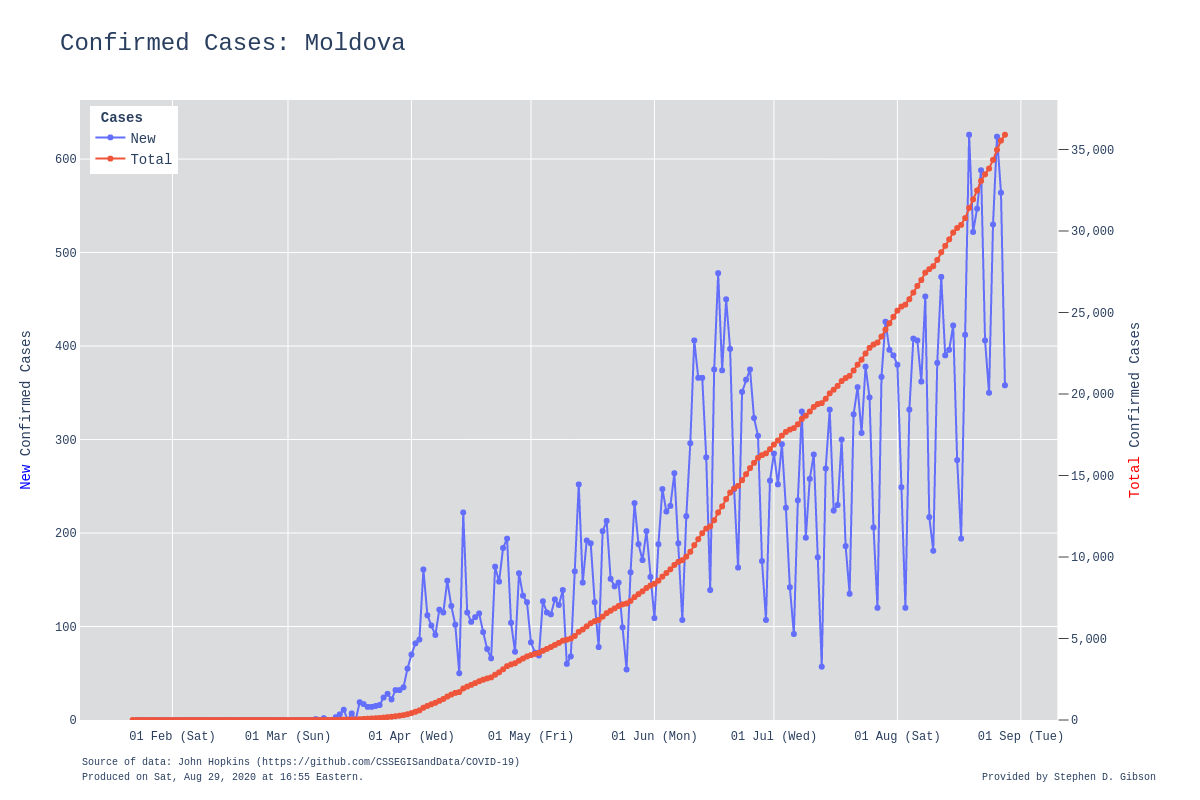 Confirmed Cases: Moldova
Cases
New
Total
600
500
400
300
200
100
0
35,000
30,000
25,000
20,000
15,000
10,000
5,000
0
New Confirmed Cases
Total Confirmed Cases
01 Feb (Sat) 01 Mar (Sun) 01 Apr (Wed) 01 May (Fri) 01 Jun (Mon) 01 Jul (Wed) 01 Aug (Sat) 01 Sep (Tue)
Source of data: John Hopkins (https://github.com/CSSEGISandData/COVID-19)
Produced on Sat, Aug 29, 2020 at 16:55 Eastern.
Provided by Stephen D. Gibson